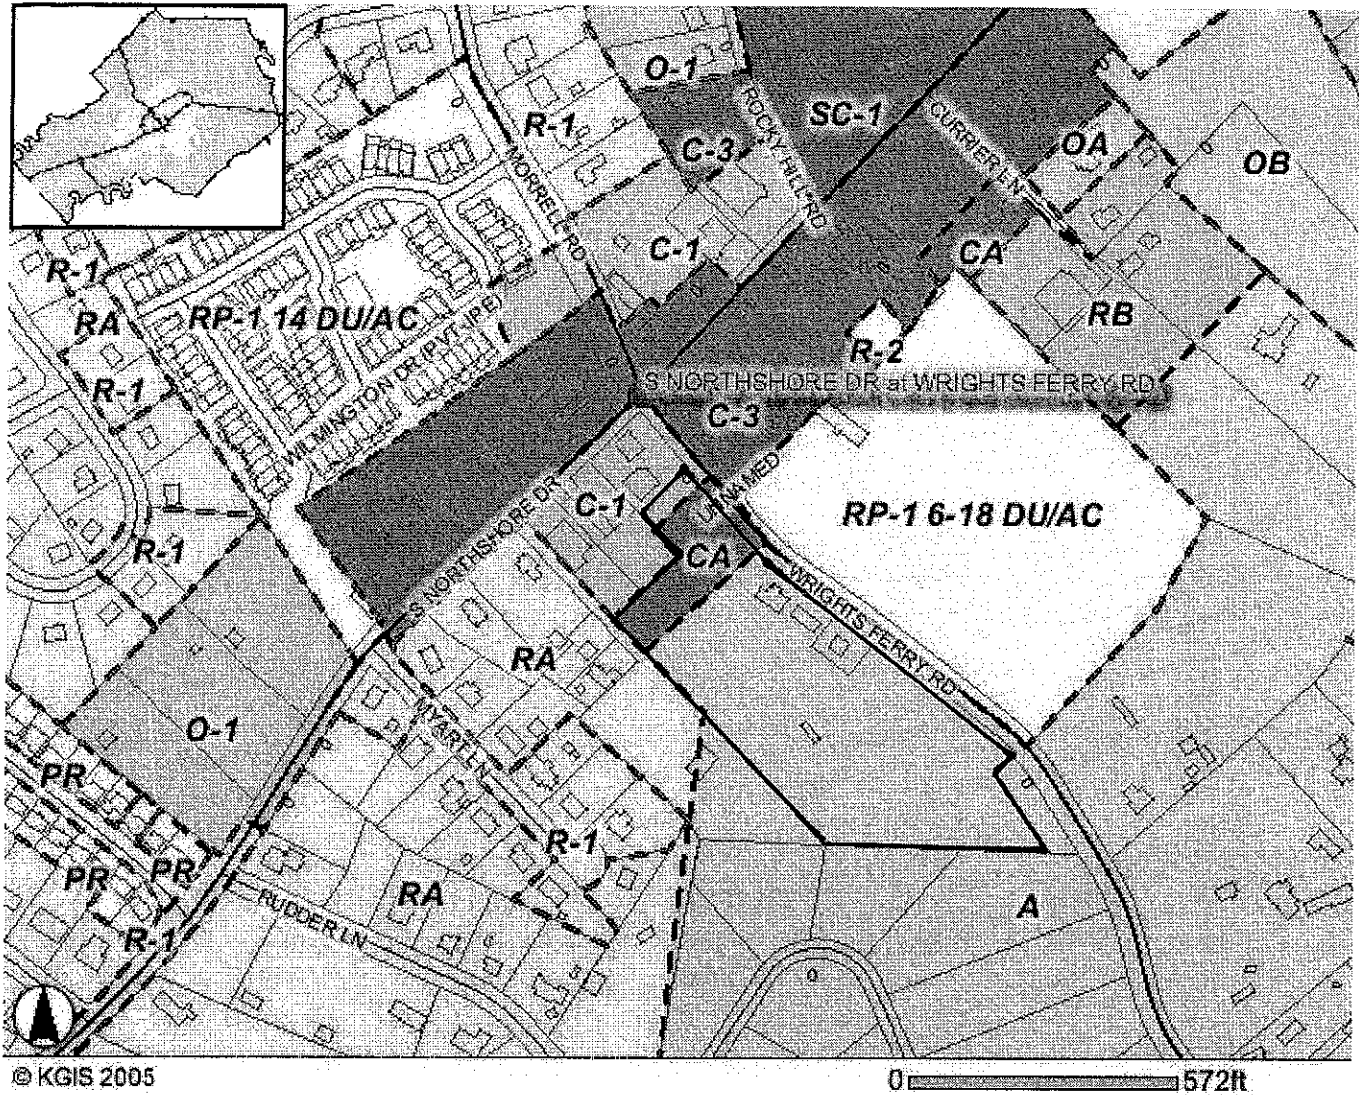 O-1
SC-1
R-1
C-3
ROCKY HILL RD
CURRIER LN
OA
OB
MORRELL RD
C-1
CA
R-1
RA
RP-1 14 DU/AC
R-1
RB
R-2
WILMINGTON DR (PVT-JPE)
S NORTHSHORE DR at WRIGHTS FERRY RD
C-3
UNNAMED
C-1
S NORTHSHORE DR
RP-1 6-18 DU/AC
R-1
CA
WRIGHTS FERRY RD
RA
MYART LN
O-1
PR
R-1
PR
PR
RA
A
R-1
RUDDER LN
© KGIS 2005
0 572ft